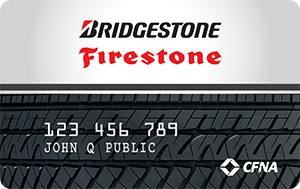 BRIDGESTONE
Firestone
123 456 789
JOHN Q PUBLIC
CFNA